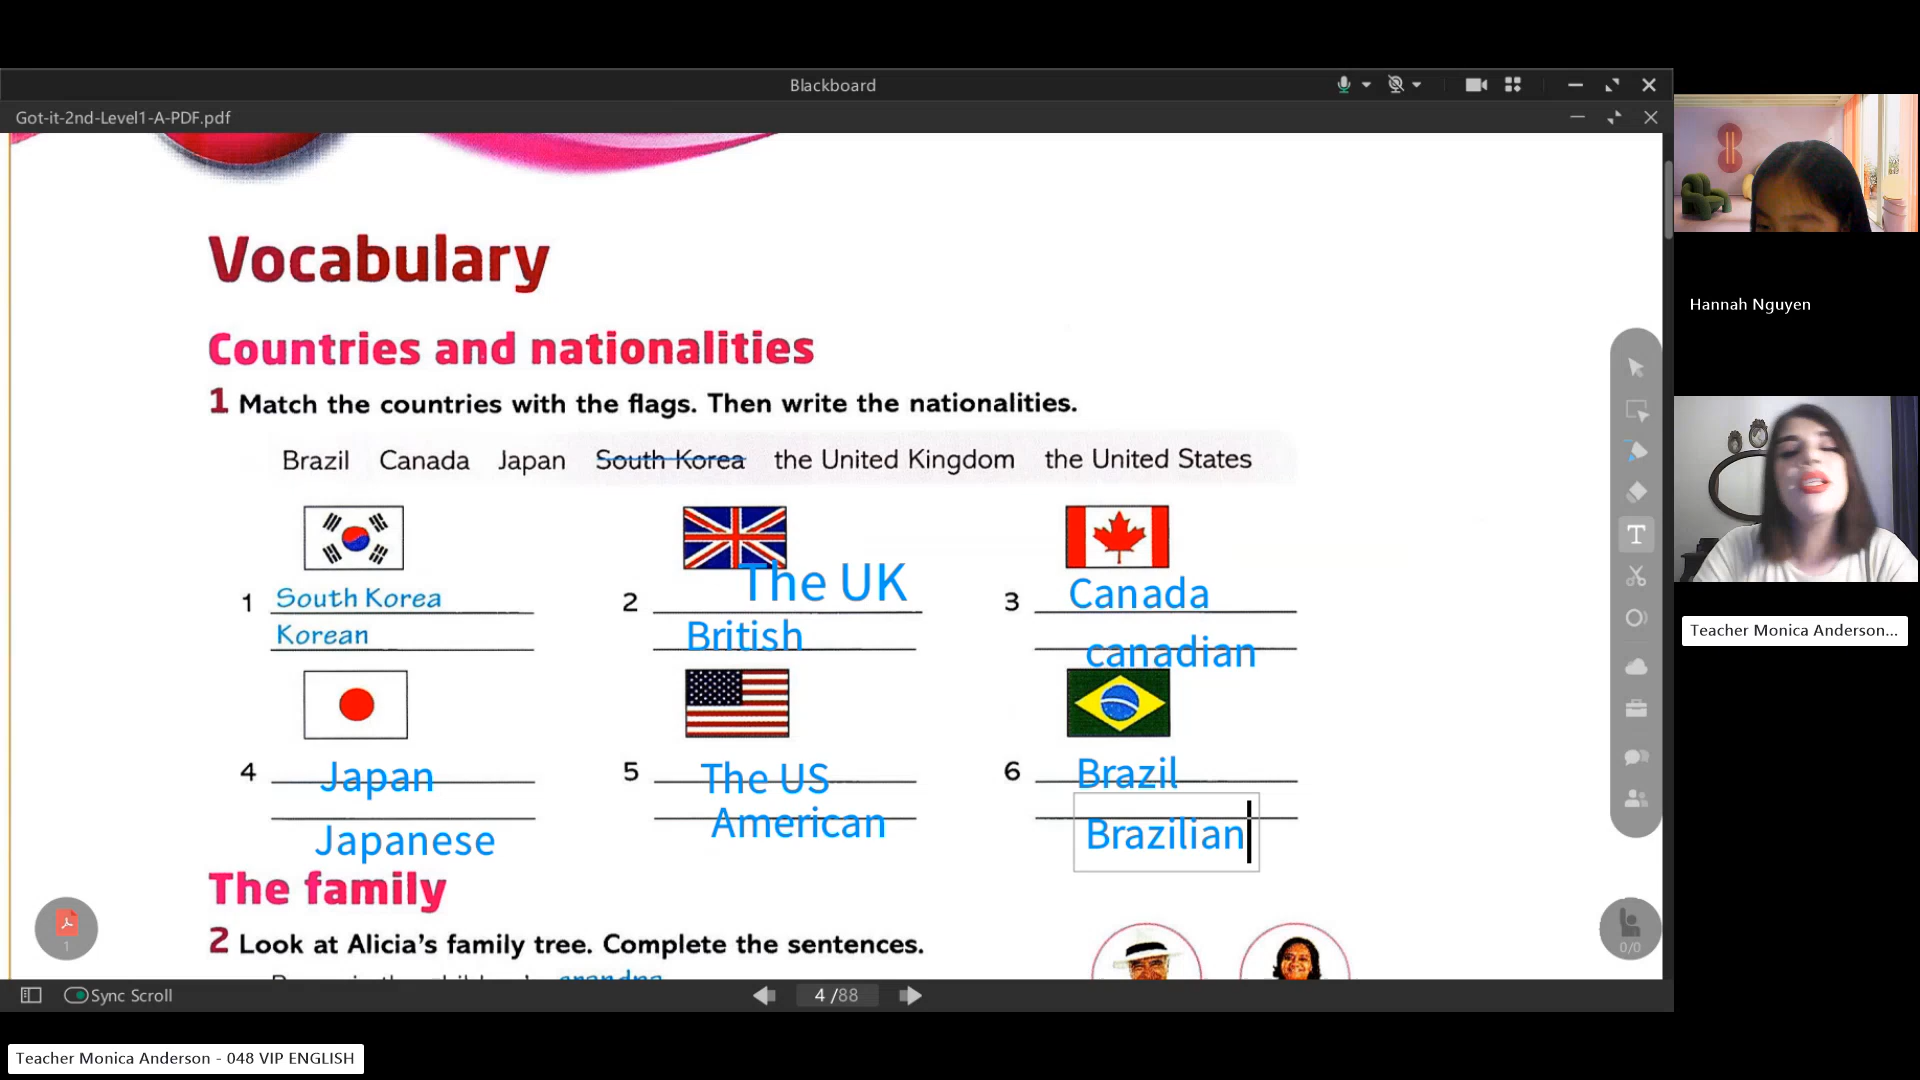 Blackboard
Got-it-2nd-Level1-A-PDF.pdf
Vocabulary
Countries and nationalities
1 Match the countries with the flags. Then write the nationalities.
Brazil Canada Japan South Korea the United Kingdom the United States
1 South Korea
Korean
2 The UK
British
3 Canada
canadian
4 Japan
Japanese
5 The US
American
6 Brazil
Brazilian
The family
2 Look at Alicia's family tree. Complete the sentences.
grandpa
1
T
0/0
Sync Scroll
4 /88
Hannah Nguyen
Teacher Monica Anderson...
Teacher Monica Anderson - 048 VIP ENGLISH